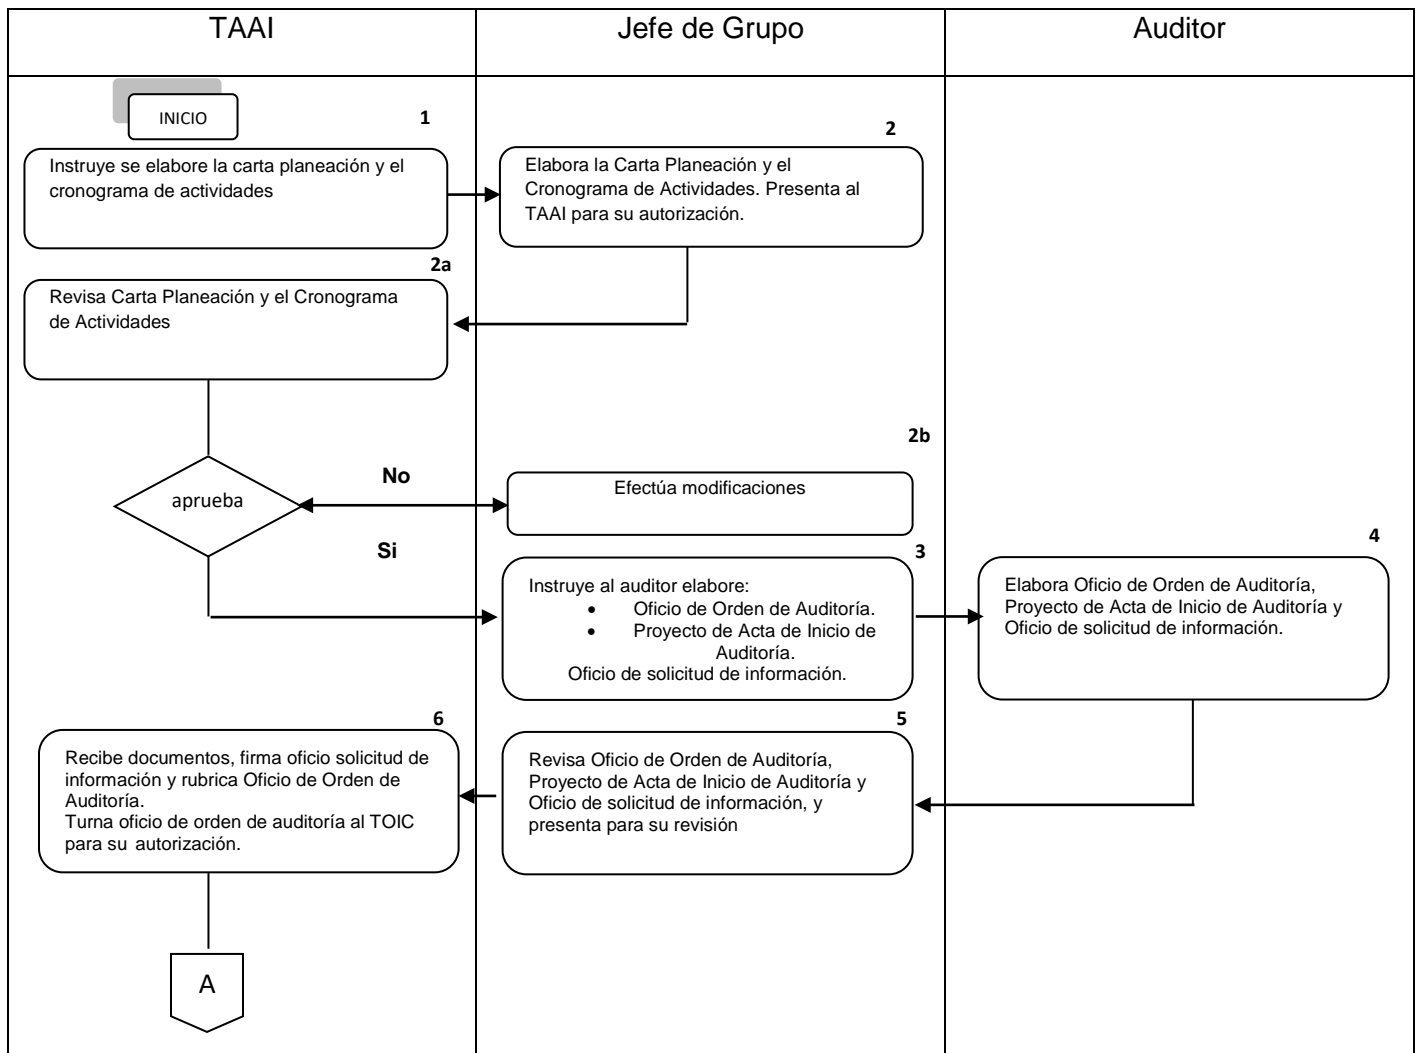 TAAI
Jefe de Grupo
Auditor
INICIO
1
Instruye se elabore la carta planeación y el
cronograma de actividades
2
Elabora la Carta Planeación y el
Cronograma de Actividades. Presenta al
TAAI para su autorización.
2a
Revisa Carta Planeación y el Cronograma
de Actividades
aprueba
No
2b
Efectúa modificaciones
Si
3
Instruye al auditor elabore:
• Oficio de Orden de Auditoría.
• Proyecto de Acta de Inicio de
Auditoría.
Oficio de solicitud de información.
4
Elabora Oficio de Orden de Auditoría,
Proyecto de Acta de Inicio de Auditoría y
Oficio de solicitud de información.
5
Revisa Oficio de Orden de Auditoría,
Proyecto de Acta de Inicio de Auditoría y
Oficio de solicitud de información, y
presenta para su revisión
6
Recibe documentos, firma oficio solicitud de
información y rubrica Oficio de Orden de
Auditoría.
Turna oficio de orden de auditoría al TOIC
para su autorización.
A